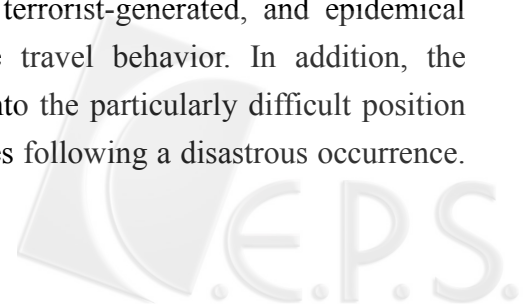 terrorist-generated, and epidemical
travel behavior. In addition, the
the particularly difficult position
following a disastrous occurrence.
C.E.P.S.